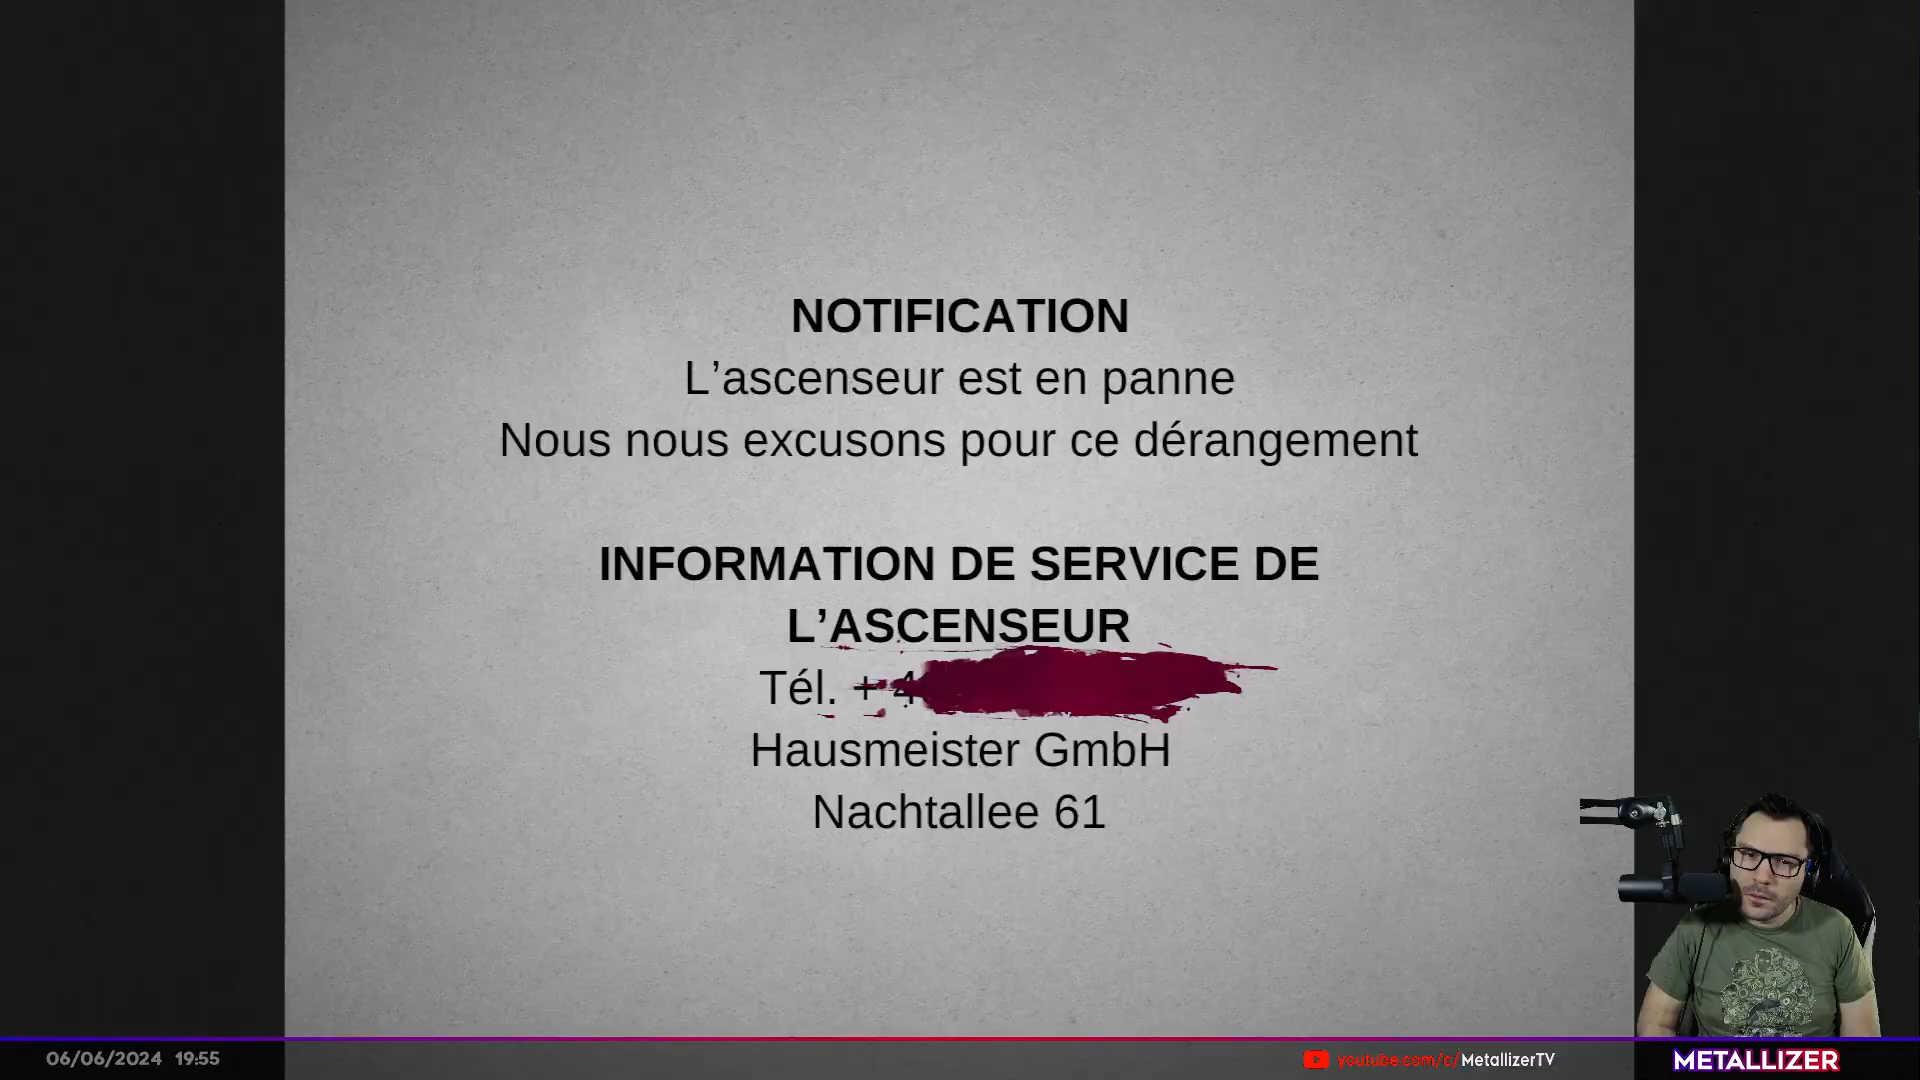 NOTIFICATION
L’ascenseur est en panne
Nous nous excusons pour ce dérangement
INFORMATION DE SERVICE DE
L’ASCENSEUR
Tél. + 4
Hausmeister GmbH
Nachtallee 61
06/06/2024 19:55
youtube.com/c/MetallizerTV
METALLIZER